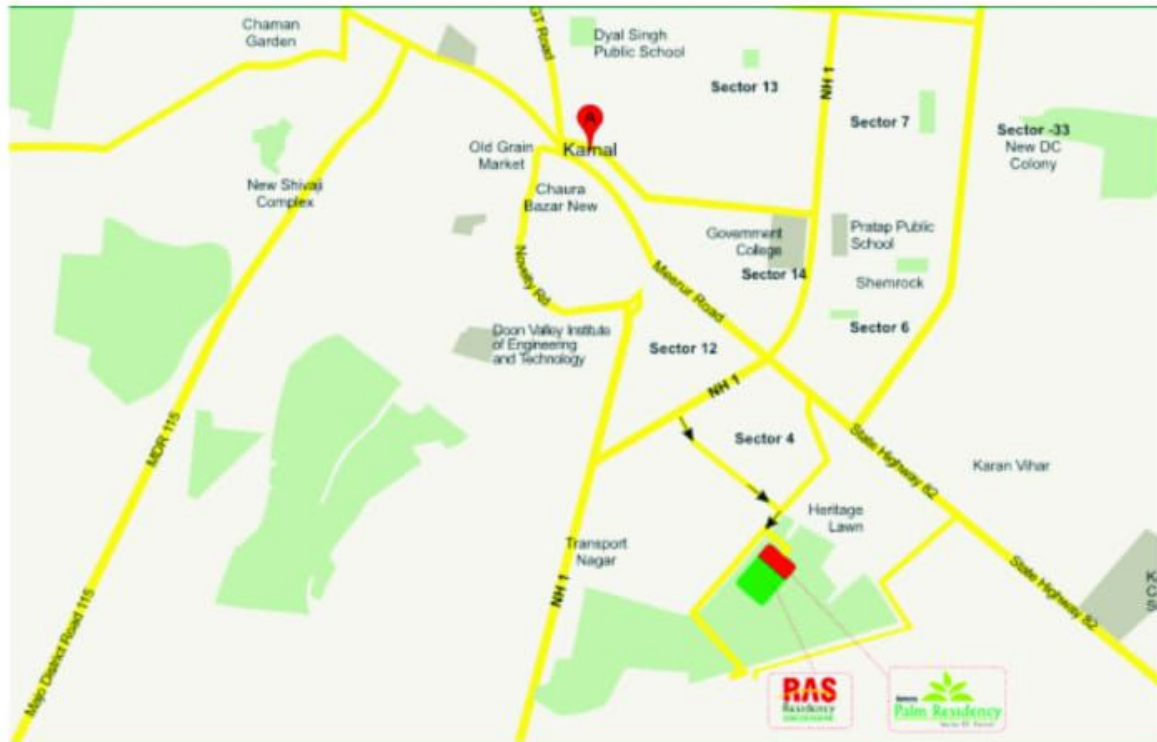 Chaman
Garden
GT Road
Dyal Singh
Public School
Sector 13
NH 1
Sector 7
Sector -33
New DC
Colony
A
Karnal
Old Grain
Market
Chaura
Bazar New
New Shivaji
Complex
Government
College
Sector 14
Pratap Public
School
Shemrock
Sector 6
Novelty Rd
Meerur Road
Doon Valley Institute
of Engineering
and Technology
Sector 12
NH 1
Sector 4
MDR 115
State Highway 82
Karan Vihar
Heritage
Lawn
Transport
Nagar
NH 1
State Highway 82
K
C
S
Majo District Road 115
RAS
Residency
Palm Residency